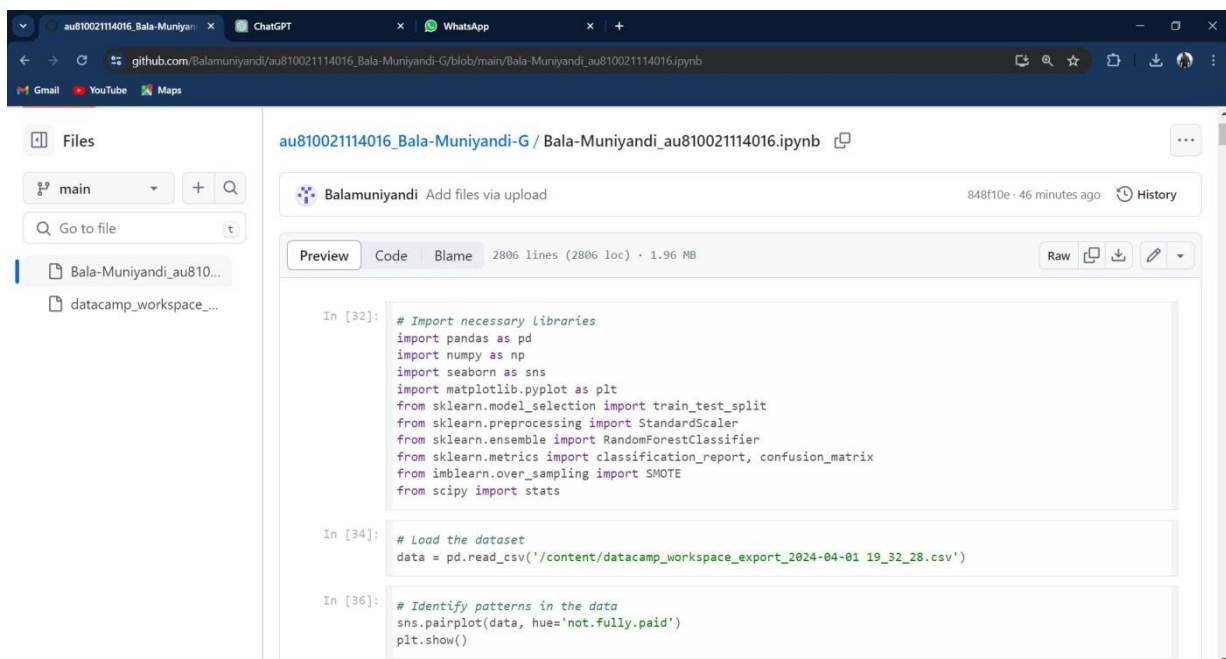 au810021114016_Bala-Muniyan
ChatGPT
WhatsApp
github.com/Balamuniyandi/au810021114016_Bala-Muniyandi-G/blob/main/Bala-Muniyandi_au810021114016.ipynb
Gmail YouTube Maps
Files
au810021114016_Bala-Muniyandi-G / Bala-Muniyandi_au810021114016.ipynb
main
Balamuniyandi Add files via upload 848f10e · 46 minutes ago History
Go to file t
Preview Code Blame 2806 lines (2806 loc) · 1.96 MB Raw
Bala-Muniyandi_au810...
datacamp_workspace_...
In [32]: # Import necessary libraries
import pandas as pd
import numpy as np
import seaborn as sns
import matplotlib.pyplot as plt
from sklearn.model_selection import train_test_split
from sklearn.preprocessing import StandardScaler
from sklearn.ensemble import RandomForestClassifier
from sklearn.metrics import classification_report, confusion_matrix
from imblearn.over_sampling import SMOTE
from scipy import stats
In [34]: # Load the dataset
data = pd.read_csv('/content/datacamp_workspace_export_2024-04-01 19_32_28.csv')
In [36]: # Identify patterns in the data
sns.pairplot(data, hue='not.fully.paid')
plt.show()